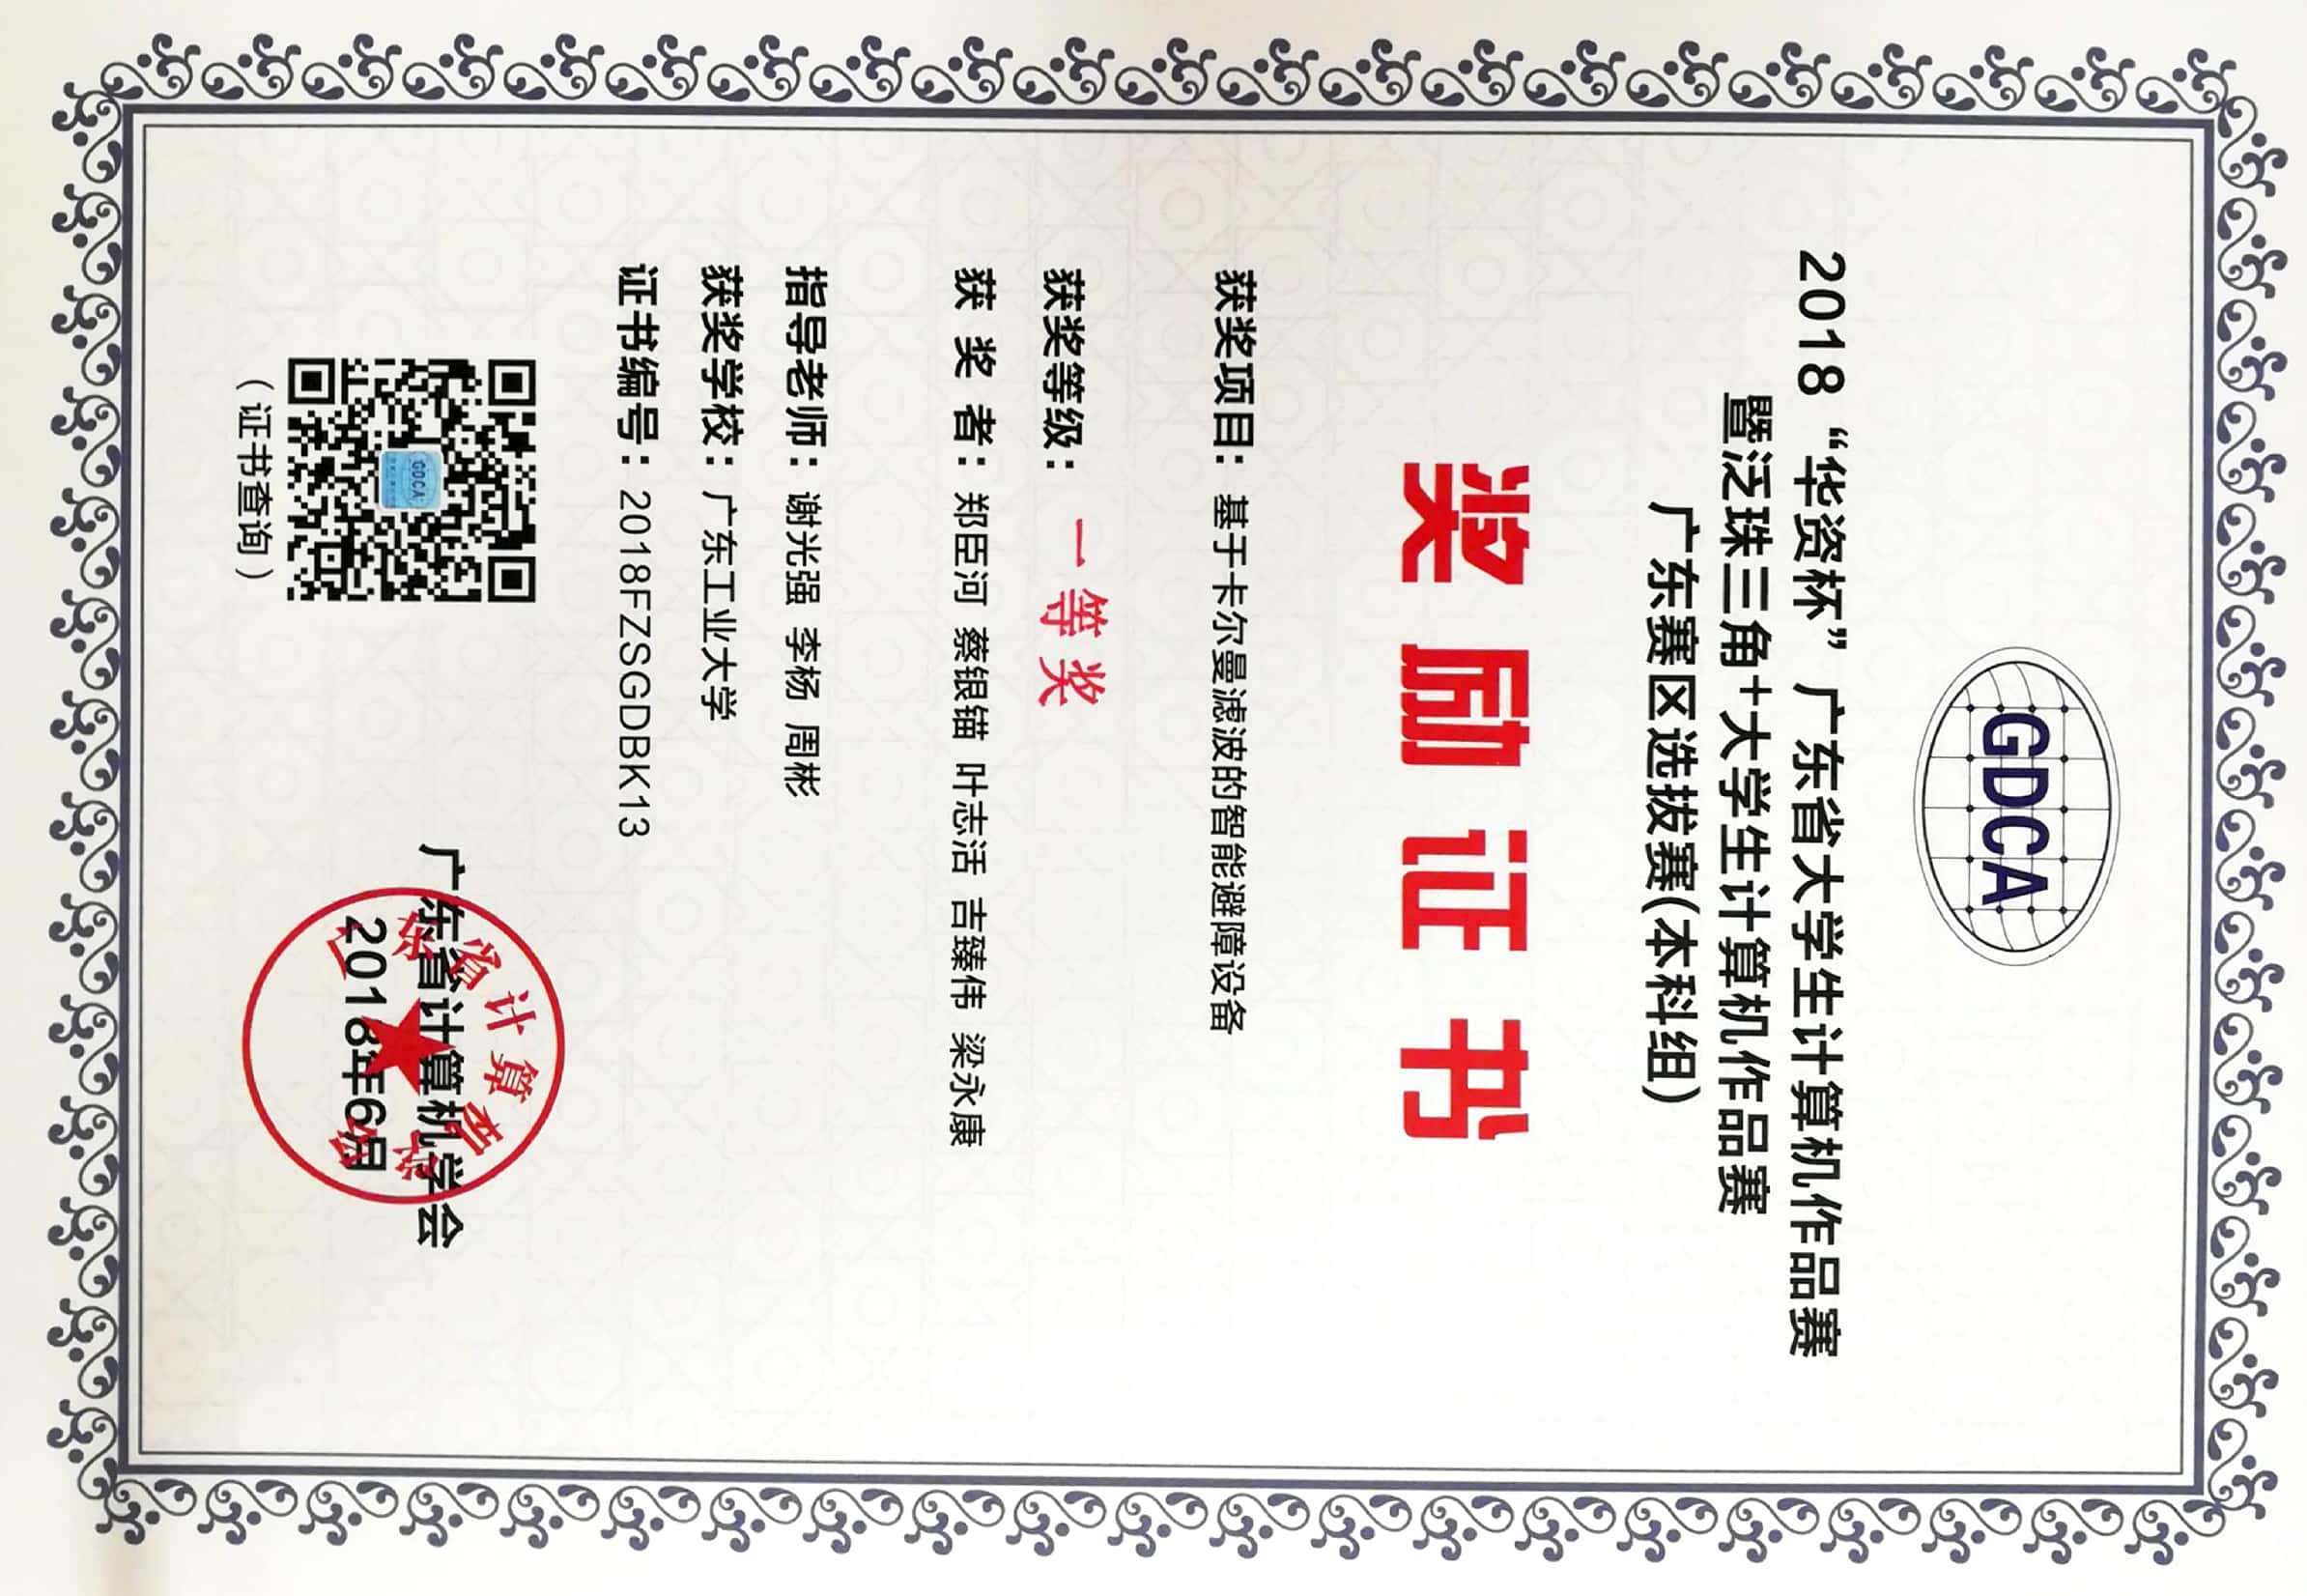 GDCA
2018“华资杯”广东省大学生计算机作品赛
暨泛珠三角+大学生计算机作品赛
广东赛区选拔赛(本科组)
奖励证书
获奖项目：基于卡尔曼滤波的智能避障设备
获奖等级：一等奖
获奖者：郑臣河 蔡银锚 叶志活 吉臻伟 梁永康
指导老师：谢光强 李杨 周彬
获奖学校：广东工业大学
证书编号：2018FZSGDBK13
GDCA
（证书查询）
广东省计算机学会
广东省计算机学会
2018年6月